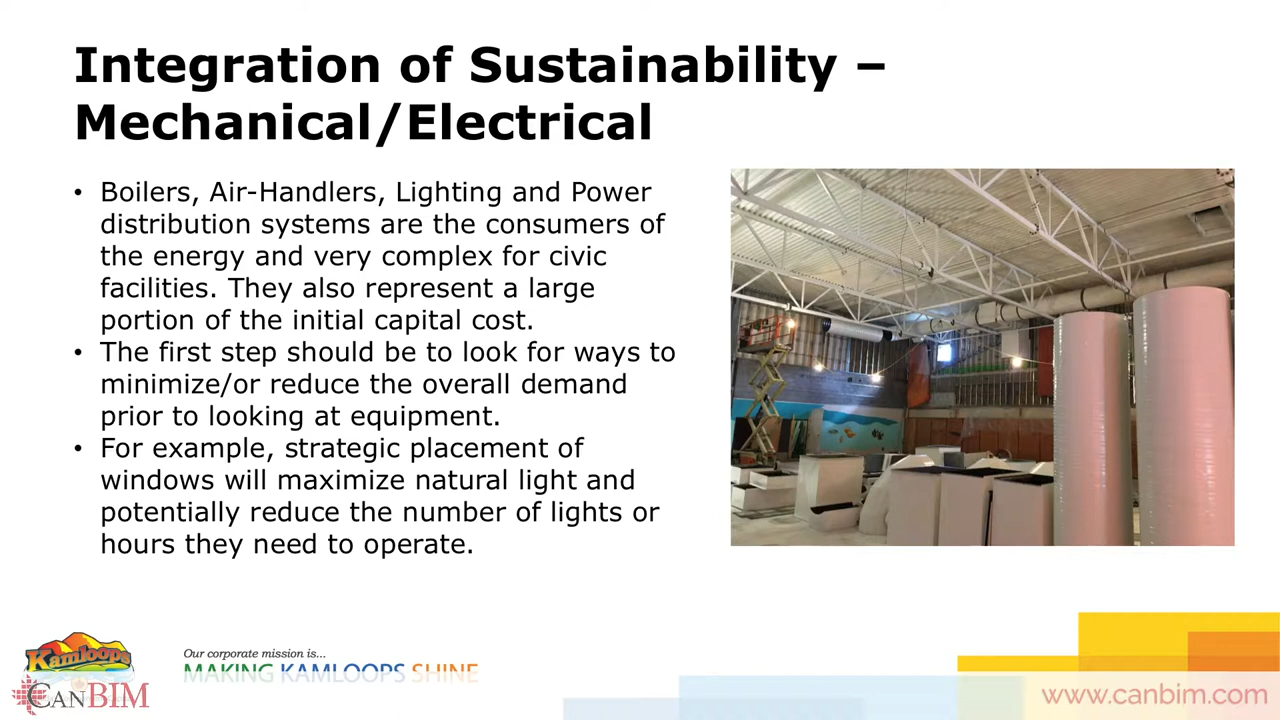 Integration of Sustainability –
Mechanical/Electrical
• Boilers, Air-Handlers, Lighting and Power
distribution systems are the consumers of
the energy and very complex for civic
facilities. They also represent a large
portion of the initial capital cost.
• The first step should be to look for ways to
minimize/or reduce the overall demand
prior to looking at equipment.
• For example, strategic placement of
windows will maximize natural light and
potentially reduce the number of lights or
hours they need to operate.
Kamloops
Our corporate mission is...
MAKING KAMLOOPS SHINE
CANBIM
www.canbim.com